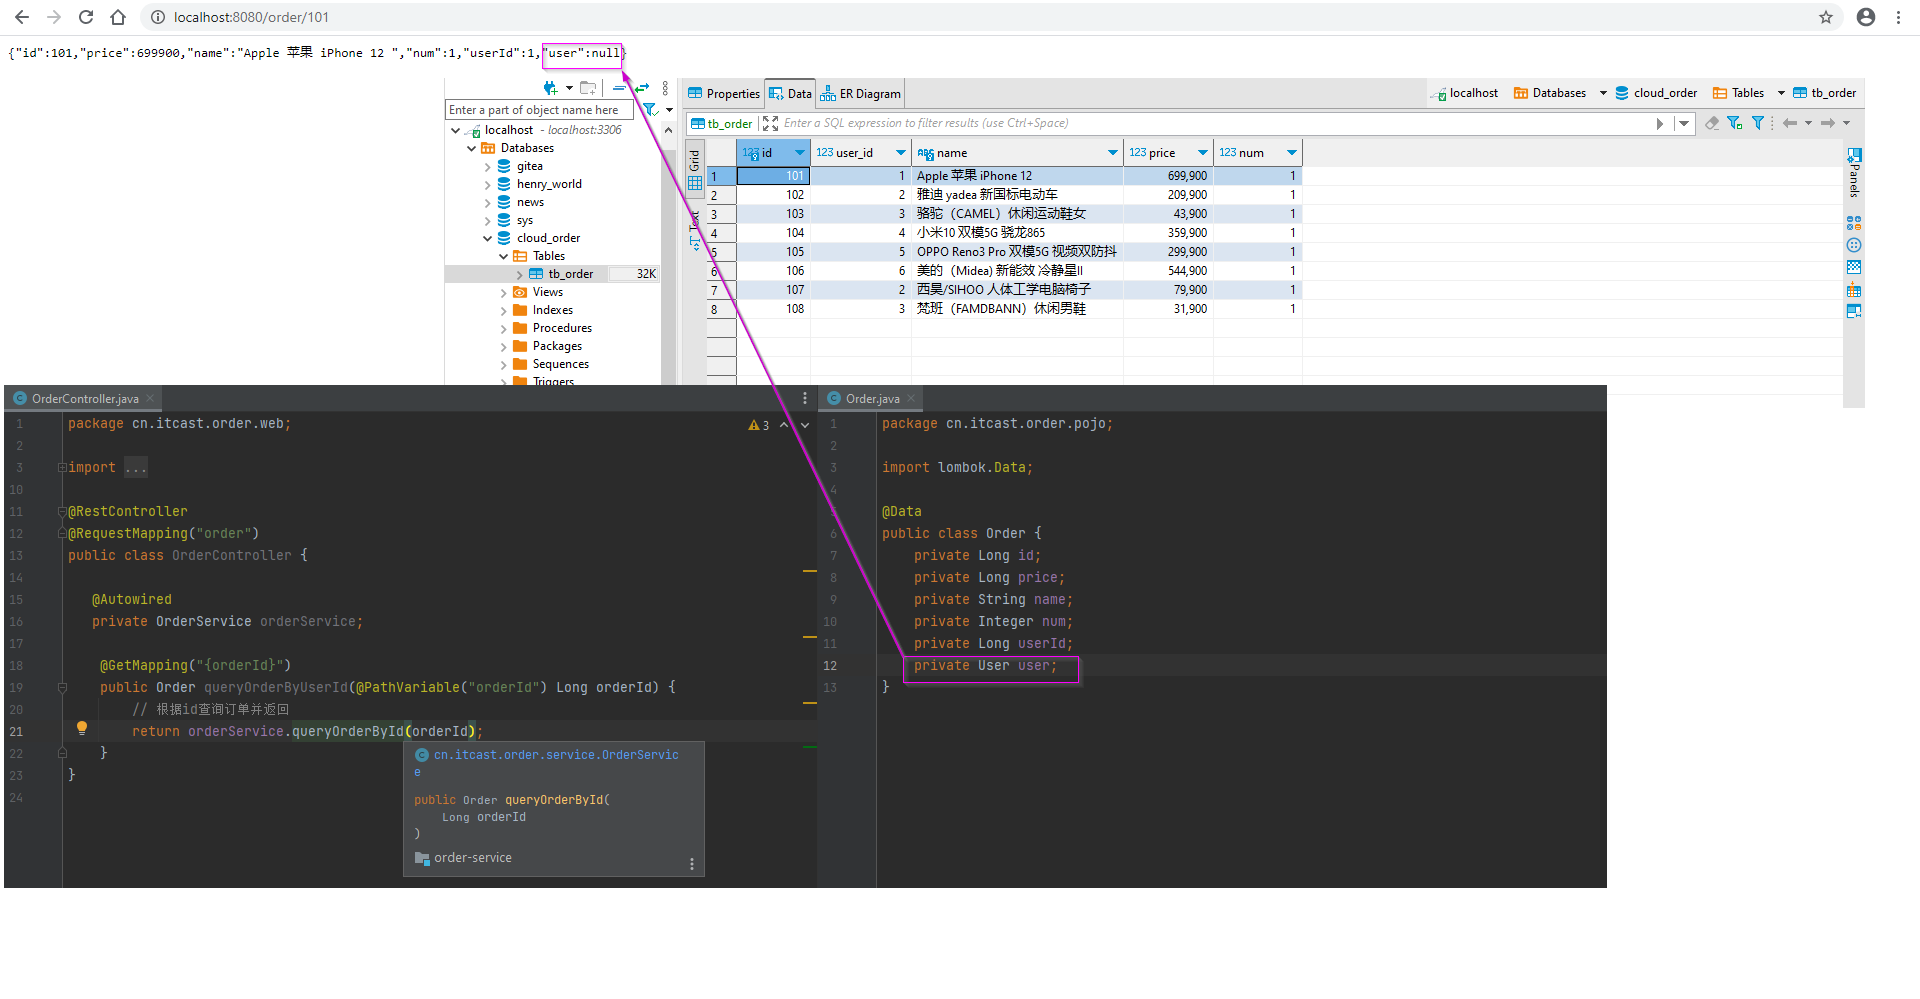 localhost:8080/order/101
{"id":101,"price":699900,"name":"Apple 苹果 iPhone 12 ","num":1,"userId":1,"user":null}
Enter a part of object name here
localhost - localhost:3306
Databases
gitea
henry_world
news
sys
cloud_order
Tables
tb_order 32K
Views
Indexes
Procedures
Packages
Sequences
Triggers
Properties Data ER Diagram
localhost Databases cloud_order Tables tb_order
tb_order Enter a SQL expression to filter results (use Ctrl+Space)
Grid
Text
Panels
123 id 123 user_id ABC name 123 price 123 num
1 101 1 Apple 苹果 iPhone 12 699,900 1
2 102 2 雅迪 yadea 新国标电动车 209,900 1
3 103 3 骆驼（CAMEL）休闲运动鞋女 43,900 1
4 104 4 小米10 双模5G 骁龙865 359,900 1
5 105 5 OPPO Reno3 Pro 双模5G 视频双防抖 299,900 1
6 106 6 美的（Midea) 新能效 冷静星II 544,900 1
7 107 2 西昊/SIHOO 人体工学电脑椅子 79,900 1
8 108 3 梵班（FAMDBANN）休闲男鞋 31,900 1
OrderController.java
3
1 package cn.itcast.order.web;
2
3 import ...
10
11 @RestController
12 @RequestMapping("order")
13 public class OrderController {
14
15 @Autowired
16 private OrderService orderService;
17
18 @GetMapping("{orderId}")
19 public Order queryOrderByUserId(@PathVariable("orderId") Long orderId) {
20 // 根据id查询订单并返回
21 return orderService.queryOrderById(orderId);
22 }
23 }
24
cn.itcast.order.service.OrderServic
e
public Order queryOrderById(
Long orderId
)
order-service
Order.java
1 package cn.itcast.order.pojo;
2
3 import lombok.Data;
4
5 @Data
6 public class Order {
7 private Long id;
8 private Long price;
9 private String name;
10 private Integer num;
11 private Long userId;
12 private User user;
13 }